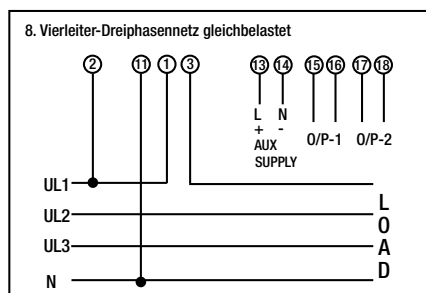 8. Vierleiter-Dreiphasennetz gleichbelastet
2 11 1 3 13 14 15 16 17 18
L N
+ -
AUX
SUPPLY
O/P-1 O/P-2
UL1
UL2
UL3
N
LOAD